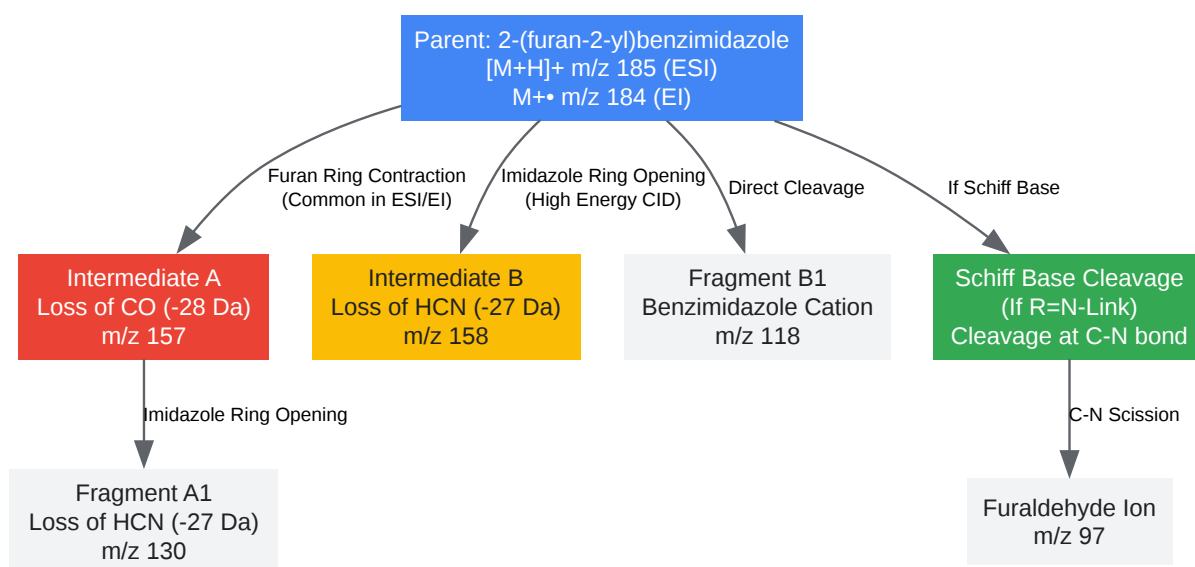 Parent: 2-(furan-2-yl)benzimidazole
[M+H]+ m/z 185 (ESI)
M+• m/z 184 (EI)
Furan Ring Contraction
(Common in ESI/EI)
Imidazole Ring Opening
(High Energy CID)
Direct Cleavage
If Schiff Base
Intermediate A
Loss of CO (-28 Da)
m/z 157
Intermediate B
Loss of HCN (-27 Da)
m/z 158
Fragment B1
Benzimidazole Cation
m/z 118
Schiff Base Cleavage
(If R=N-Link)
Cleavage at C-N bond
Imidazole Ring Opening
C-N Scission
Fragment A1
Loss of HCN (-27 Da)
m/z 130
Furaldehyde Ion
m/z 97